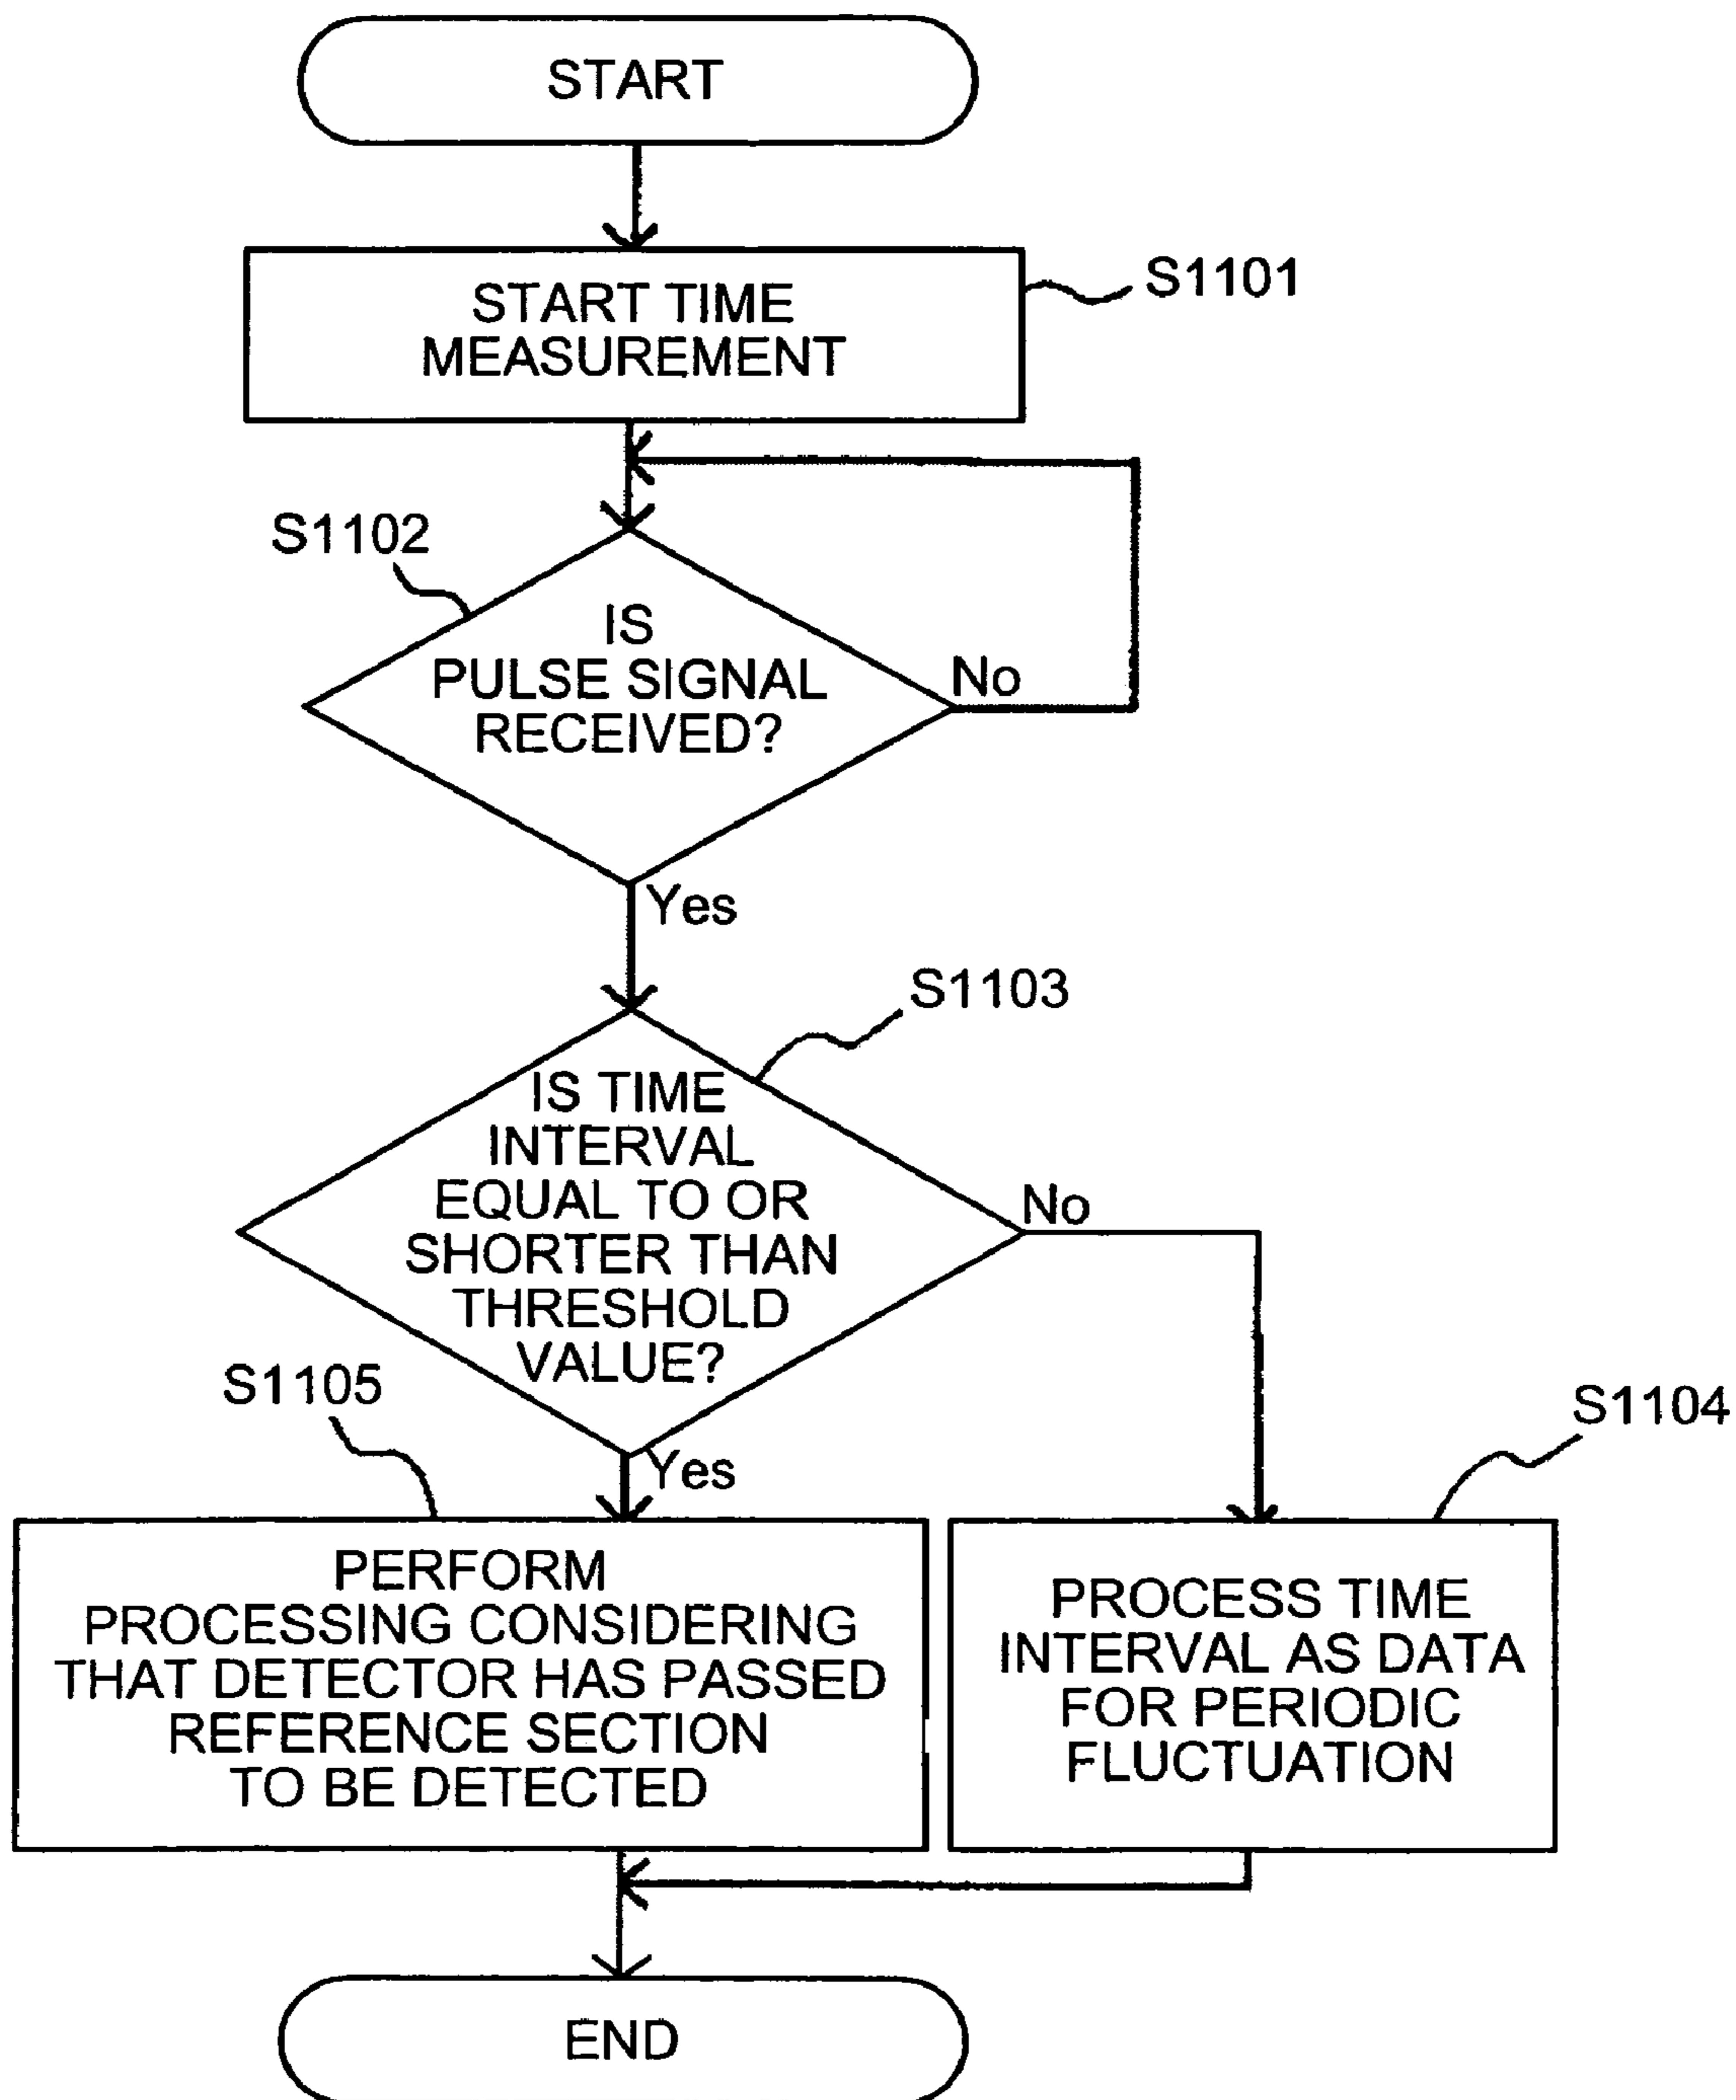 START
START TIME
MEASUREMENT
S1101
S1102
IS
PULSE SIGNAL
RECEIVED?
No
Yes
S1103
IS TIME
INTERVAL
EQUAL TO OR
SHORTER THAN
THRESHOLD
VALUE?
No
Yes
S1105
S1104
PERFORM
PROCESSING CONSIDERING
THAT DETECTOR HAS PASSED
REFERENCE SECTION
TO BE DETECTED
PROCESS TIME
INTERVAL AS DATA
FOR PERIODIC
FLUCTUATION
END